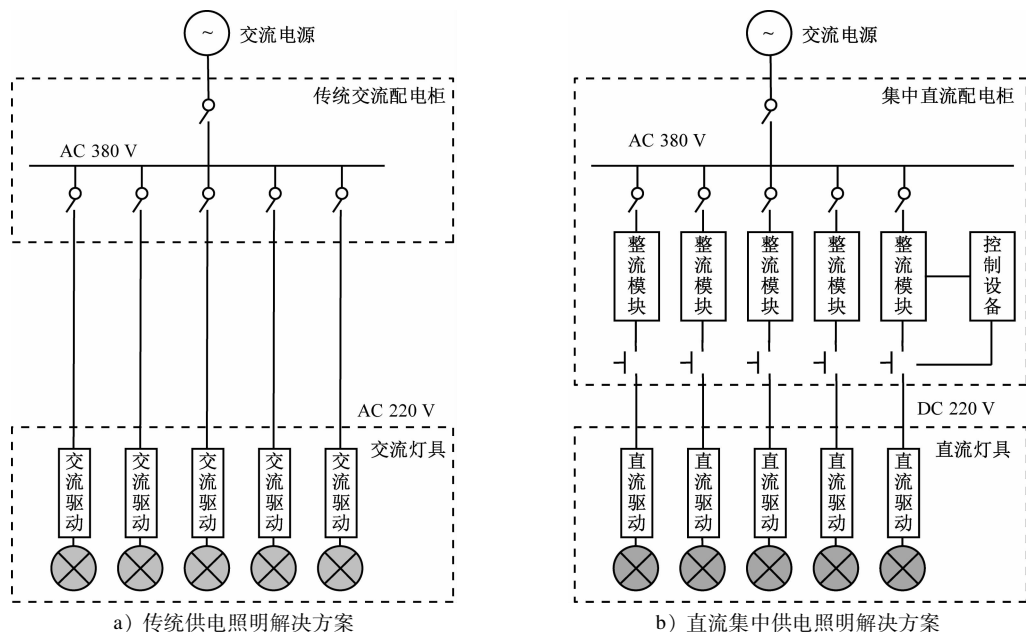 ~
交流电源
传统交流配电柜
AC 380 V
AC 220 V
交流灯具
交流驱动
交流驱动
交流驱动
交流驱动
交流驱动
a）传统供电照明解决方案
~
交流电源
集中直流配电柜
AC 380 V
整流模块
整流模块
整流模块
整流模块
整流模块
控制设备
DC 220 V
直流灯具
直流驱动
直流驱动
直流驱动
直流驱动
直流驱动
b）直流集中供电照明解决方案